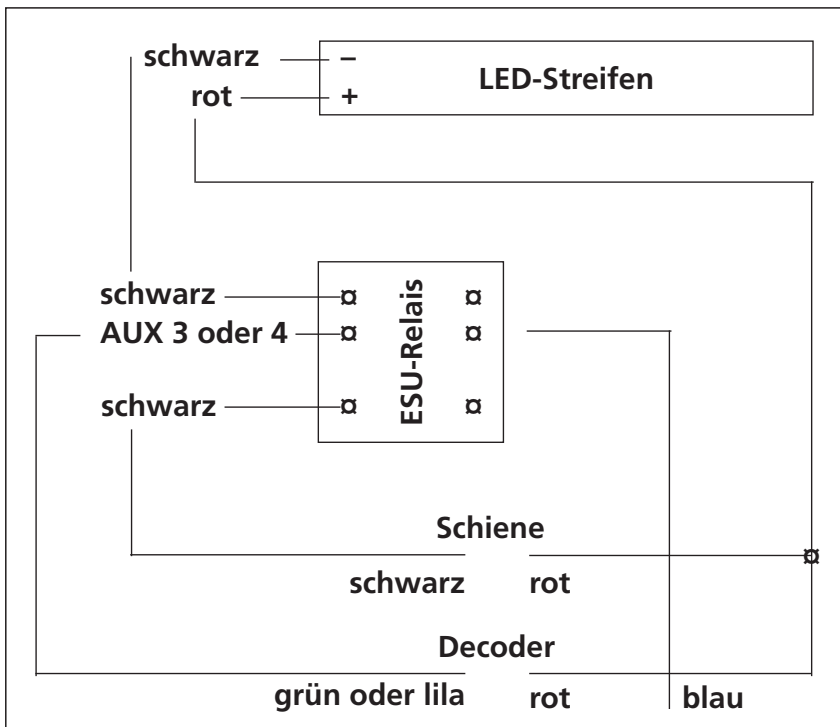 schwarz –
LED-Streifen
rot +
schwarz
ESU-Relais
AUX 3 oder 4
schwarz
Schiene
schwarz rot
Decoder
grün oder lila rot blau